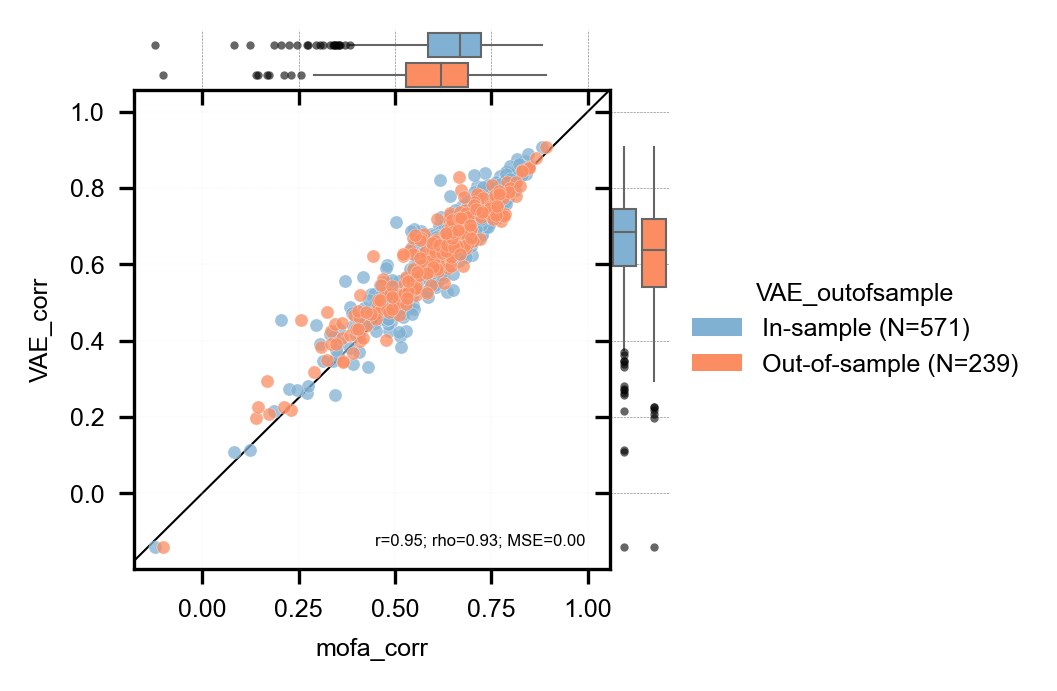 1.0
0.8
0.6
0.4
0.2
0.0
VAE_corr
r=0.95; rho=0.93; MSE=0.00
0.00 0.25 0.50 0.75 1.00
mofa_corr
VAE_outofsample
In-sample (N=571)
Out-of-sample (N=239)